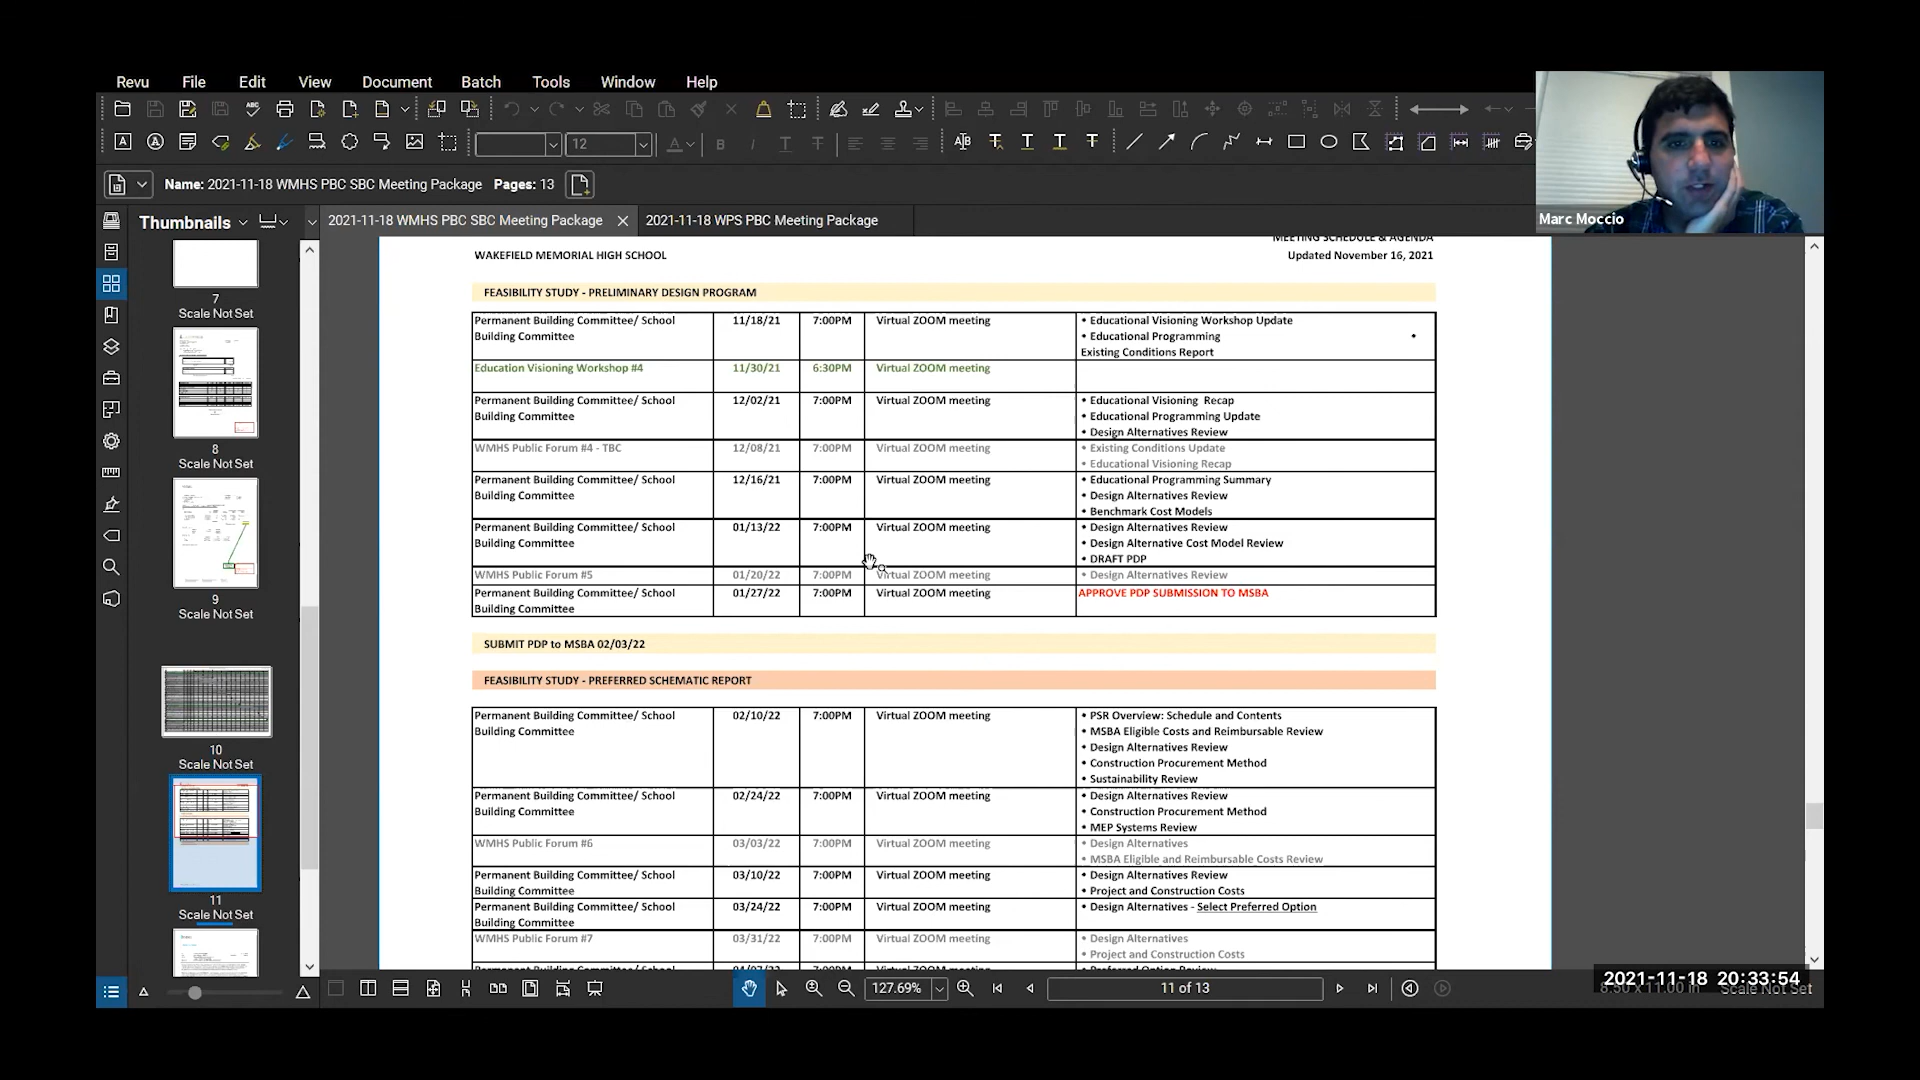 Revu File Edit View Document Batch Tools Window Help
12
Name: 2021-11-18 WMHS PBC SBC Meeting Package Pages: 13
Marc Moccio
Thumbnails
2021-11-18 WMHS PBC SBC Meeting Package
2021-11-18 WPS PBC Meeting Package
7
Scale Not Set
8
Scale Not Set
9
Scale Not Set
10
Scale Not Set
11
Scale Not Set
MEETING SCHEDULE & AGENDA
WAKEFIELD MEMORIAL HIGH SCHOOL
Updated November 16, 2021
FEASIBILITY STUDY - PRELIMINARY DESIGN PROGRAM
Permanent Building Committee/ School
Building Committee
11/18/21
7:00PM
Virtual ZOOM meeting
• Educational Visioning Workshop Update
• Educational Programming •
Existing Conditions Report
Education Visioning Workshop #4
11/30/21
6:30PM
Virtual ZOOM meeting
Permanent Building Committee/ School
Building Committee
12/02/21
7:00PM
Virtual ZOOM meeting
• Educational Visioning Recap
• Educational Programming Update
• Design Alternatives Review
WMHS Public Forum #4 - TBC
12/08/21
7:00PM
Virtual ZOOM meeting
• Existing Conditions Update
• Educational Visioning Recap
Permanent Building Committee/ School
Building Committee
12/16/21
7:00PM
Virtual ZOOM meeting
• Educational Programming Summary
• Design Alternatives Review
• Benchmark Cost Models
Permanent Building Committee/ School
Building Committee
01/13/22
7:00PM
Virtual ZOOM meeting
• Design Alternatives Review
• Design Alternative Cost Model Review
• DRAFT PDP
WMHS Public Forum #5
01/20/22
7:00PM
Virtual ZOOM meeting
• Design Alternatives Review
Permanent Building Committee/ School
Building Committee
01/27/22
7:00PM
Virtual ZOOM meeting
APPROVE PDP SUBMISSION TO MSBA
SUBMIT PDP to MSBA 02/03/22
FEASIBILITY STUDY - PREFERRED SCHEMATIC REPORT
Permanent Building Committee/ School
Building Committee
02/10/22
7:00PM
Virtual ZOOM meeting
• PSR Overview: Schedule and Contents
• MSBA Eligible Costs and Reimbursable Review
• Design Alternatives Review
• Construction Procurement Method
• Sustainability Review
Permanent Building Committee/ School
Building Committee
02/24/22
7:00PM
Virtual ZOOM meeting
• Design Alternatives Review
• Construction Procurement Method
• MEP Systems Review
WMHS Public Forum #6
03/03/22
7:00PM
Virtual ZOOM meeting
• Design Alternatives
• MSBA Eligible and Reimbursable Costs Review
Permanent Building Committee/ School
Building Committee
03/10/22
7:00PM
Virtual ZOOM meeting
• Design Alternatives Review
• Project and Construction Costs
Permanent Building Committee/ School
Building Committee
03/24/22
7:00PM
Virtual ZOOM meeting
• Design Alternatives - Select Preferred Option
WMHS Public Forum #7
03/31/22
7:00PM
Virtual ZOOM meeting
• Design Alternatives
• Project and Construction Costs
127.69%
11 of 13
2021-11-18 20:33:54
8.50 x 11.00 in Scale Not Set